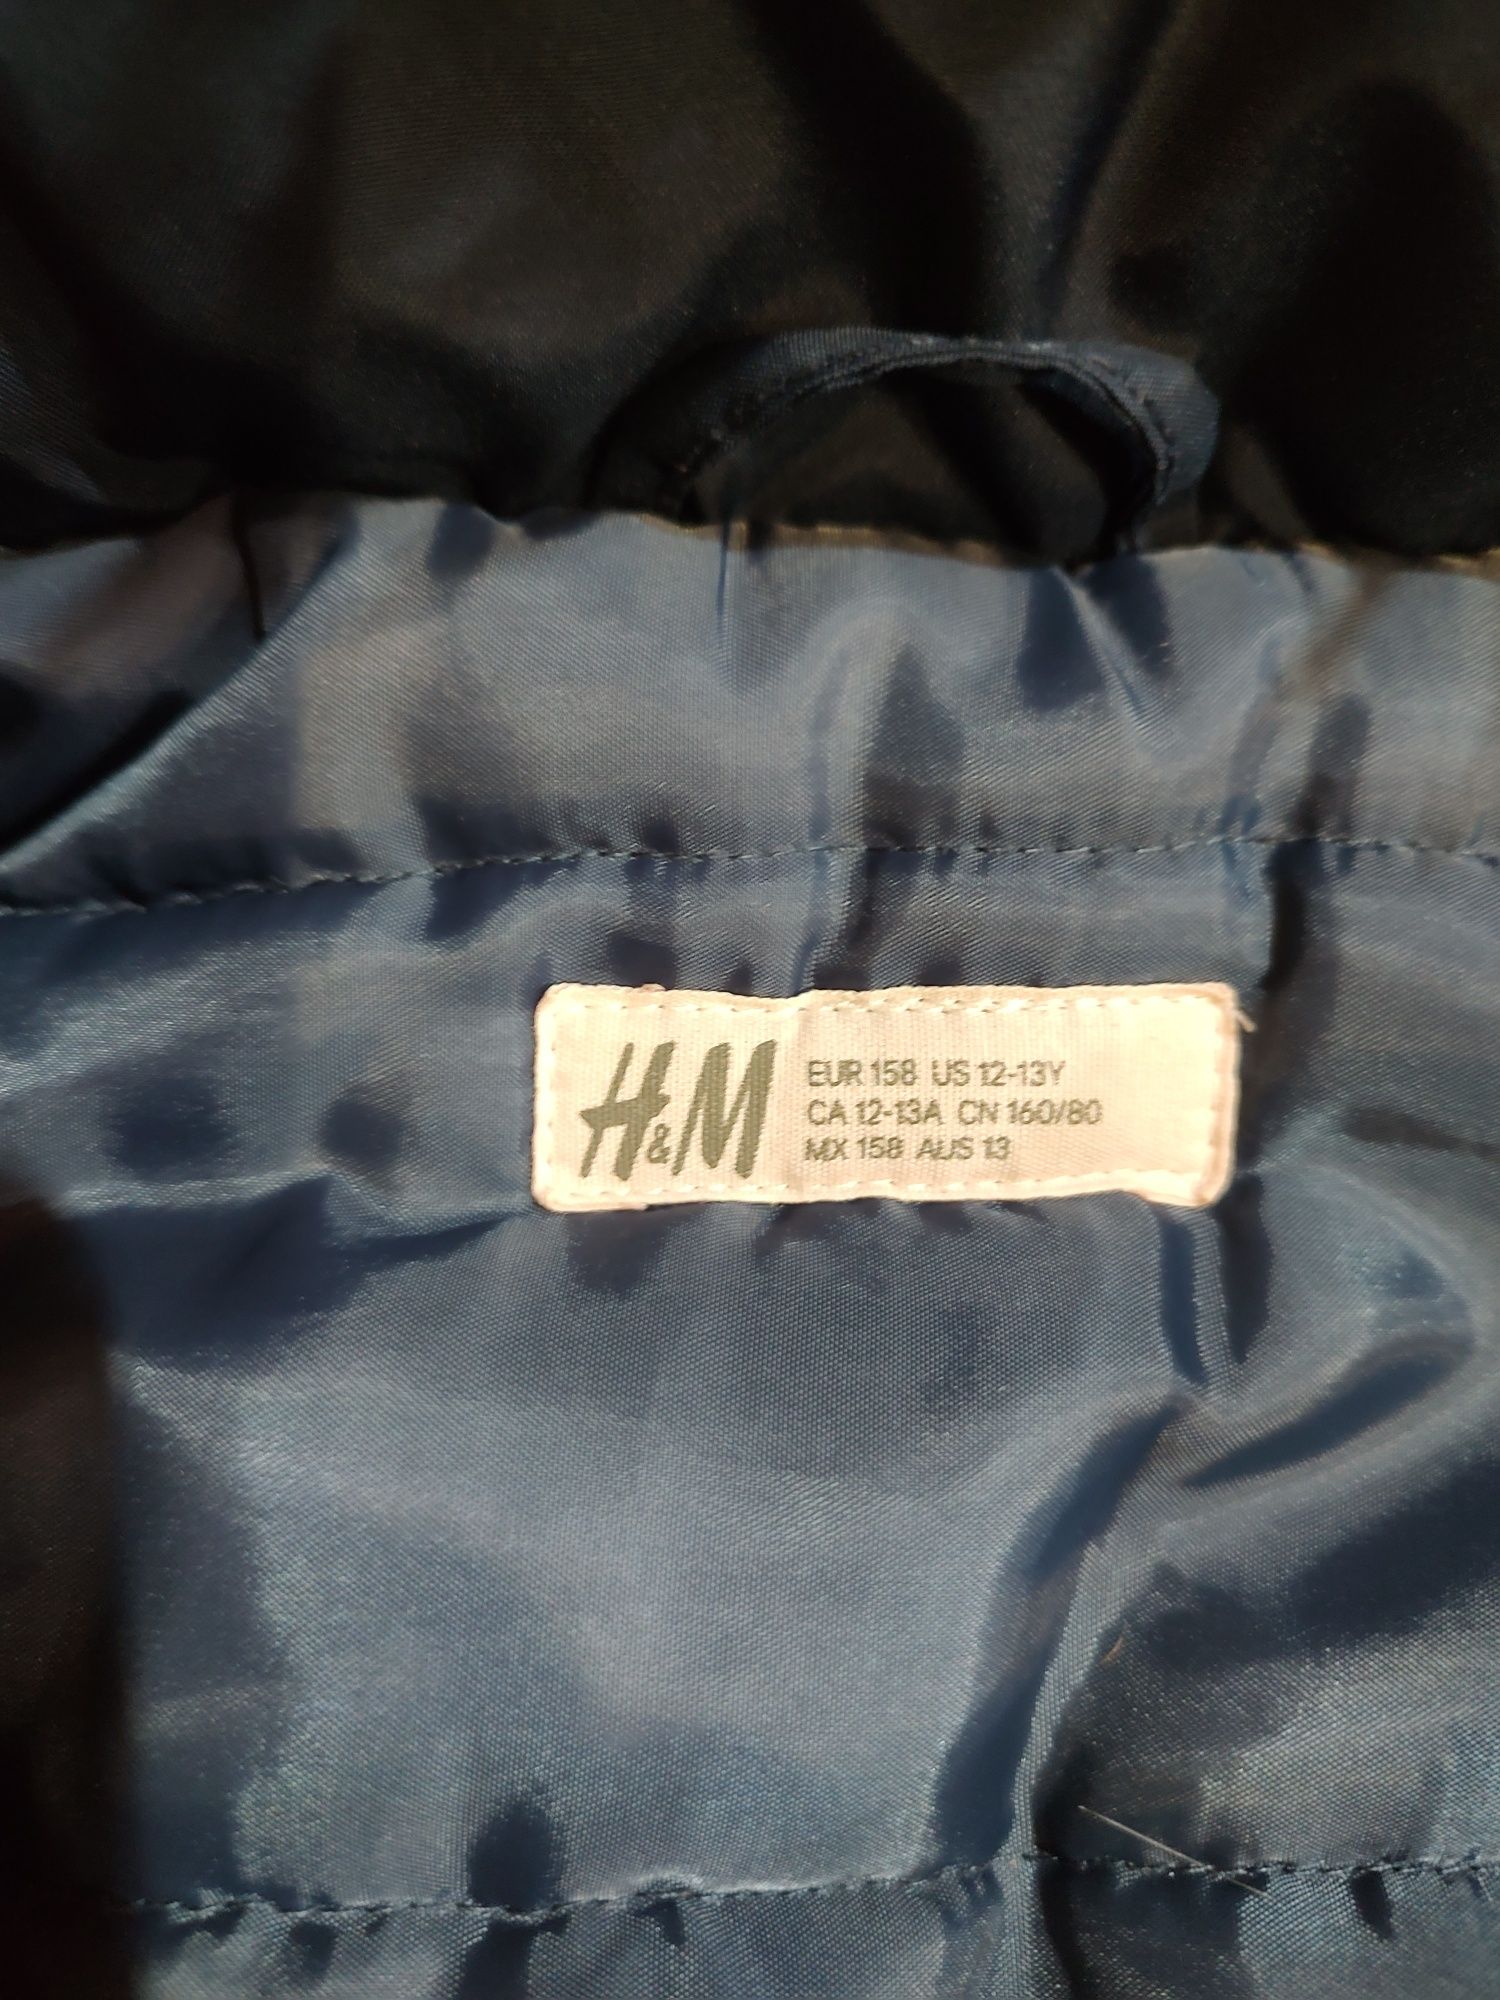 H&M
EUR 158 US 12-13Y
CA 12-13A CN 160/80
MX 158 AUS 13